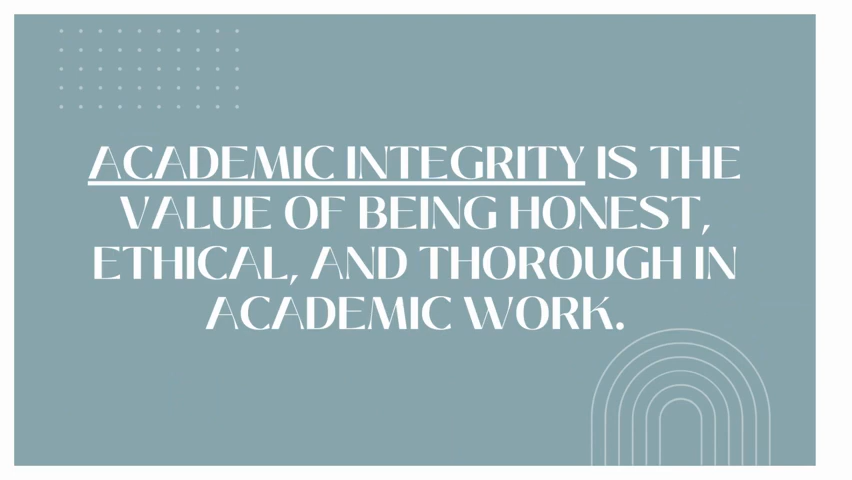 ACADEMIC INTEGRITY IS THE
VALUE OF BEING HONEST,
ETHICAL, AND THOROUGH IN
ACADEMIC WORK.